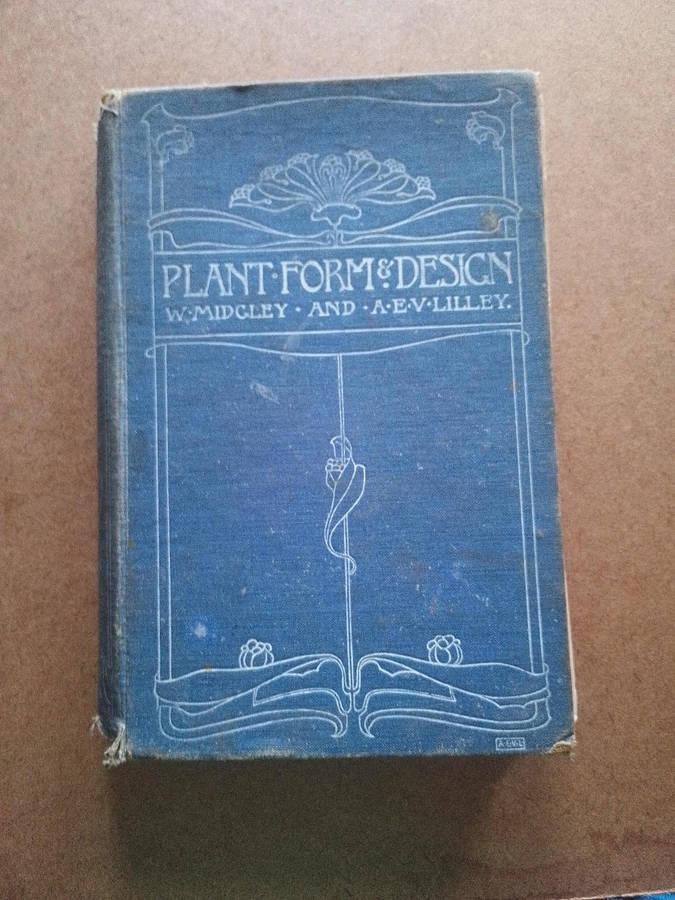 PLANT·FORM & DESIGN
W·MIDGLEY · AND · A·E·V·LILLEY.
A·E·V·L